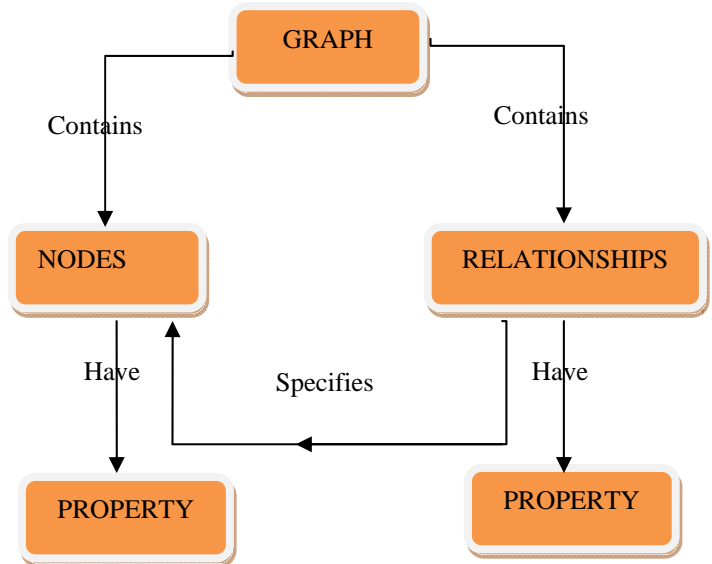 GRAPH
Contains
Contains
NODES
RELATIONSHIPS
Have
Specifies
Have
PROPERTY
PROPERTY